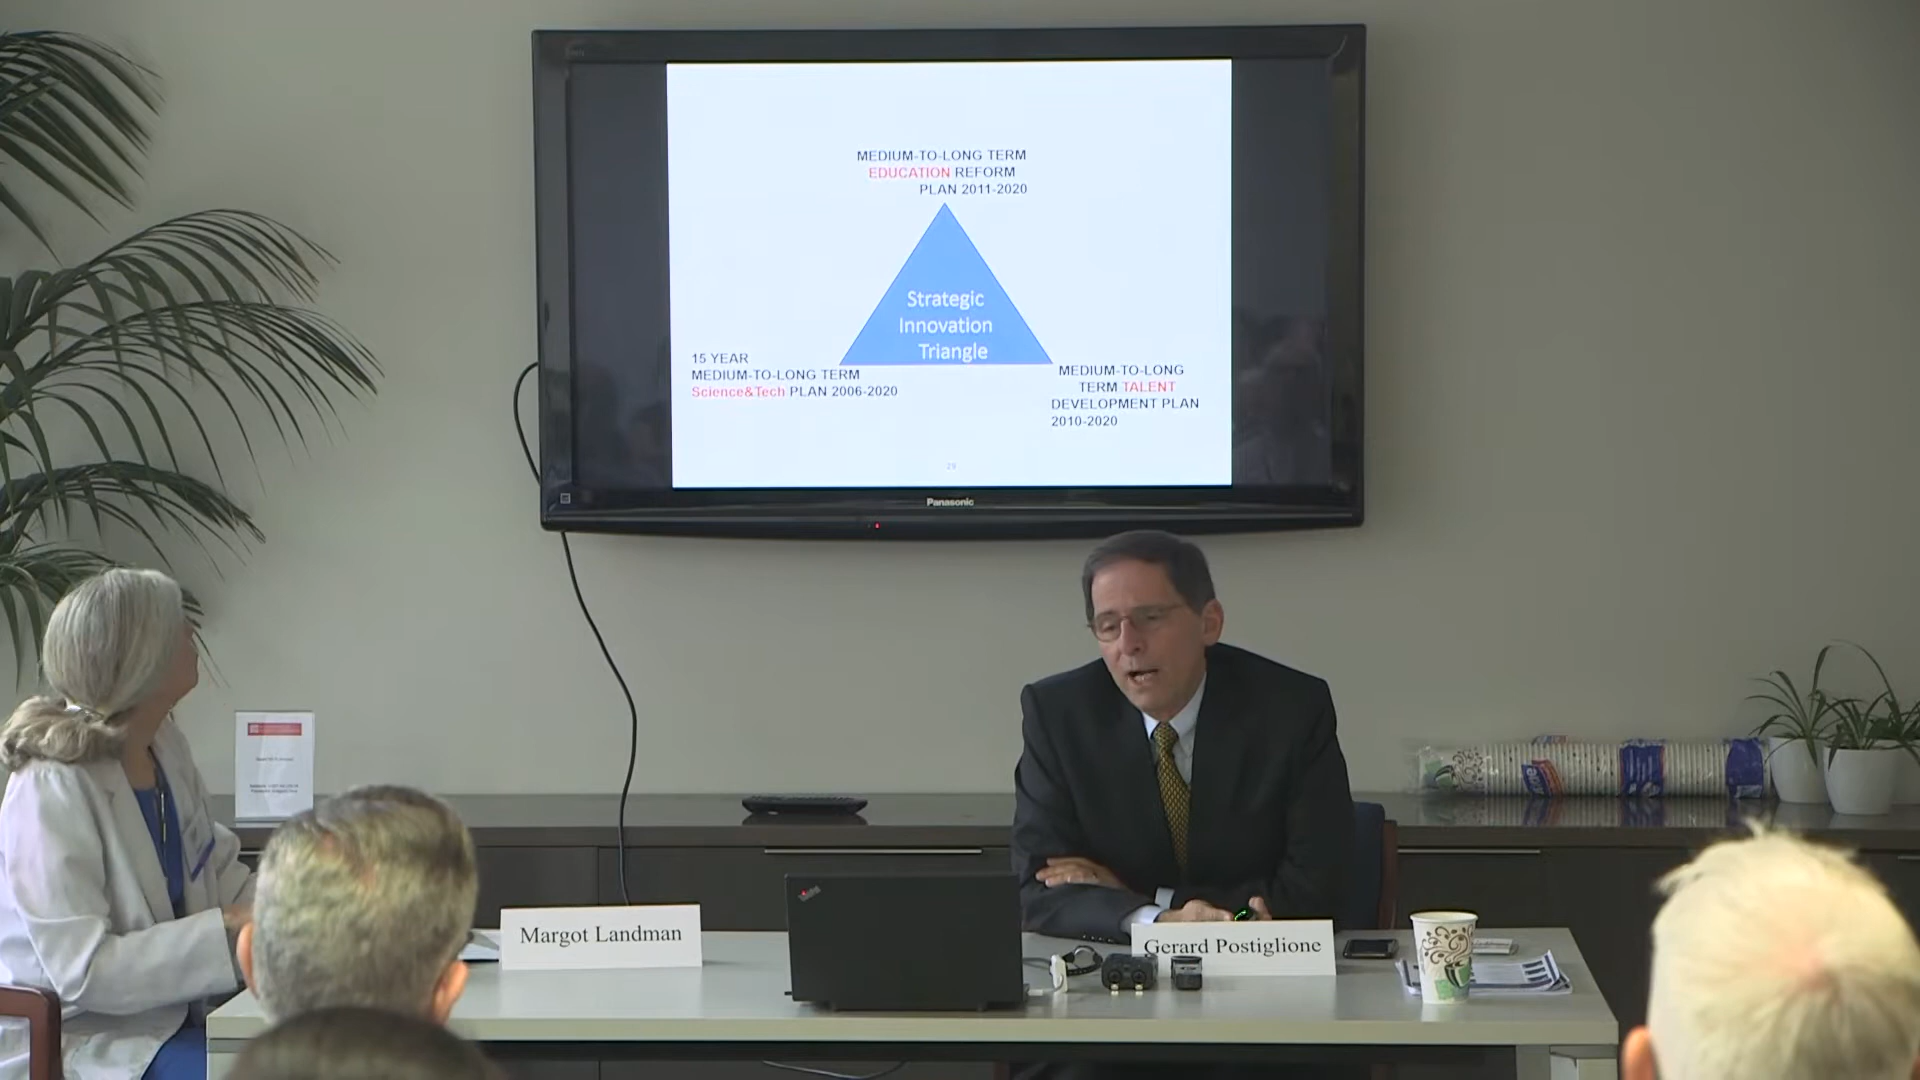 MEDIUM-TO-LONG TERM
EDUCATION REFORM
PLAN 2011-2020
Strategic
Innovation
Triangle
15 YEAR
MEDIUM-TO-LONG TERM
Science&Tech PLAN 2006-2020
MEDIUM-TO-LONG
TERM TALENT
DEVELOPMENT PLAN
2010-2020
29
Panasonic
Margot Landman
Gerard Postiglione